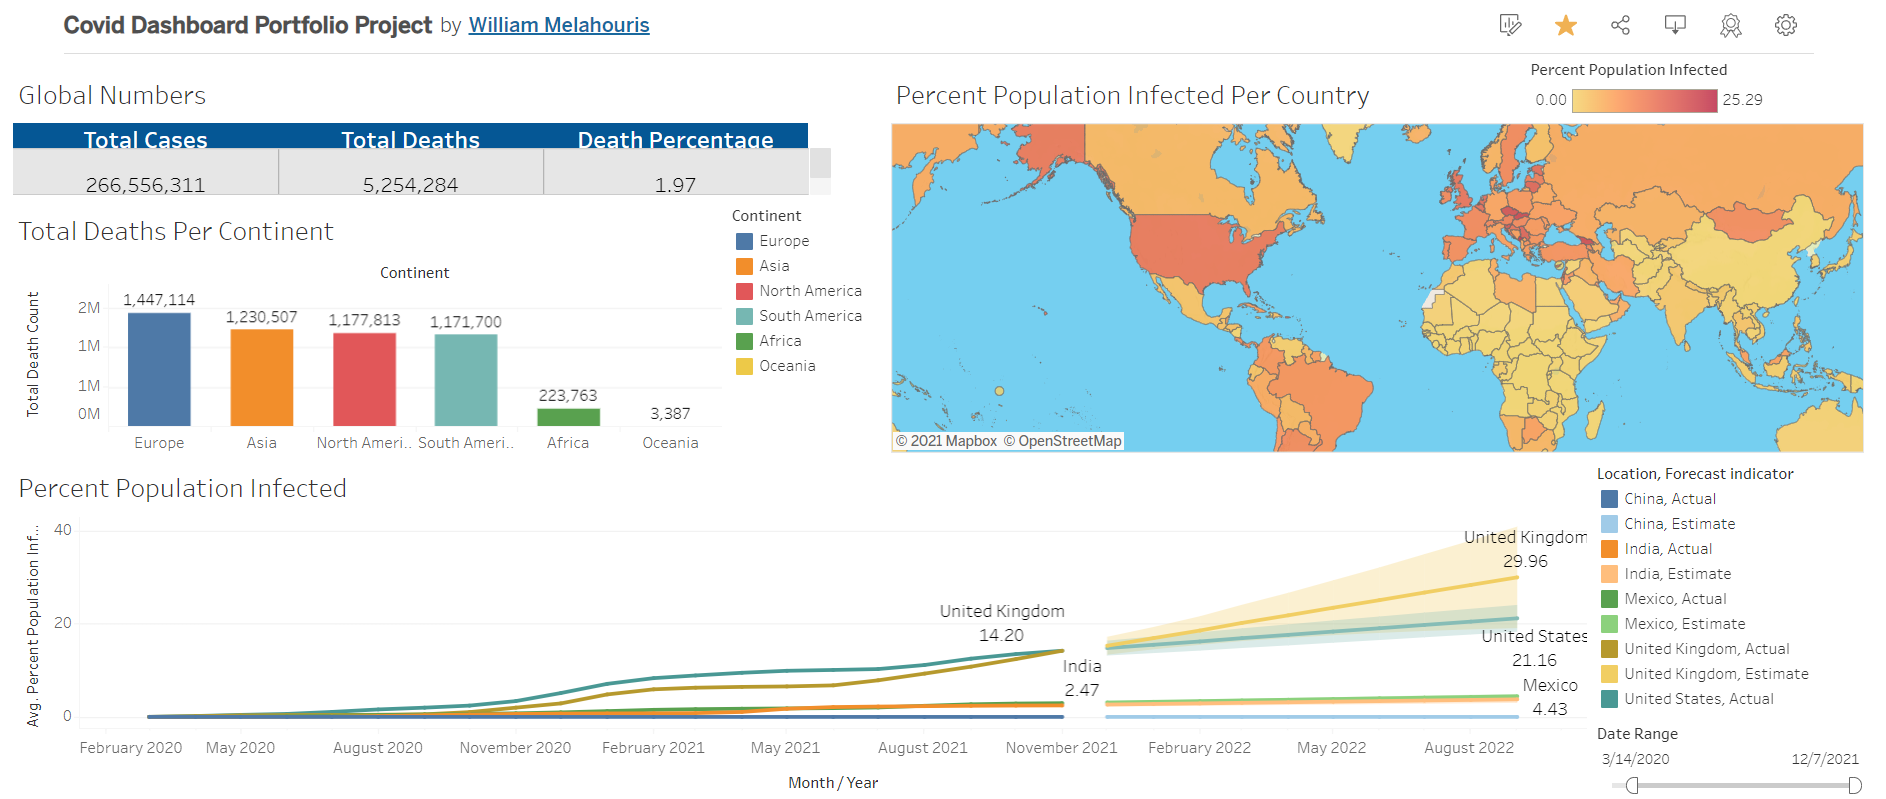 Covid Dashboard Portfolio Project by William Melahouris
Global Numbers
Total Cases Total Deaths Death Percentage
266,556,311 5,254,284 1.97
Total Deaths Per Continent
Continent
Total Death Count
2M
1M
1M
0M
1,447,114
1,230,507
1,177,813
1,171,700
223,763
3,387
Europe Asia North Ameri.. South Ameri.. Africa Oceania
Continent
Europe
Asia
North America
South America
Africa
Oceania
Percent Population Infected Per Country
Percent Population Infected
0.00 25.29
© 2021 Mapbox © OpenStreetMap
Percent Population Infected
Avg. Percent Population Inf...
40
20
0
United Kingdom
14.20
India
2.47
United Kingdom
29.96
United States
21.16
Mexico
4.43
February 2020 May 2020 August 2020 November 2020 February 2021 May 2021 August 2021 November 2021 February 2022 May 2022 August 2022
Month / Year
Location, Forecast indicator
China, Actual
China, Estimate
India, Actual
India, Estimate
Mexico, Actual
Mexico, Estimate
United Kingdom, Actual
United Kingdom, Estimate
United States, Actual
Date Range
3/14/2020 12/7/2021